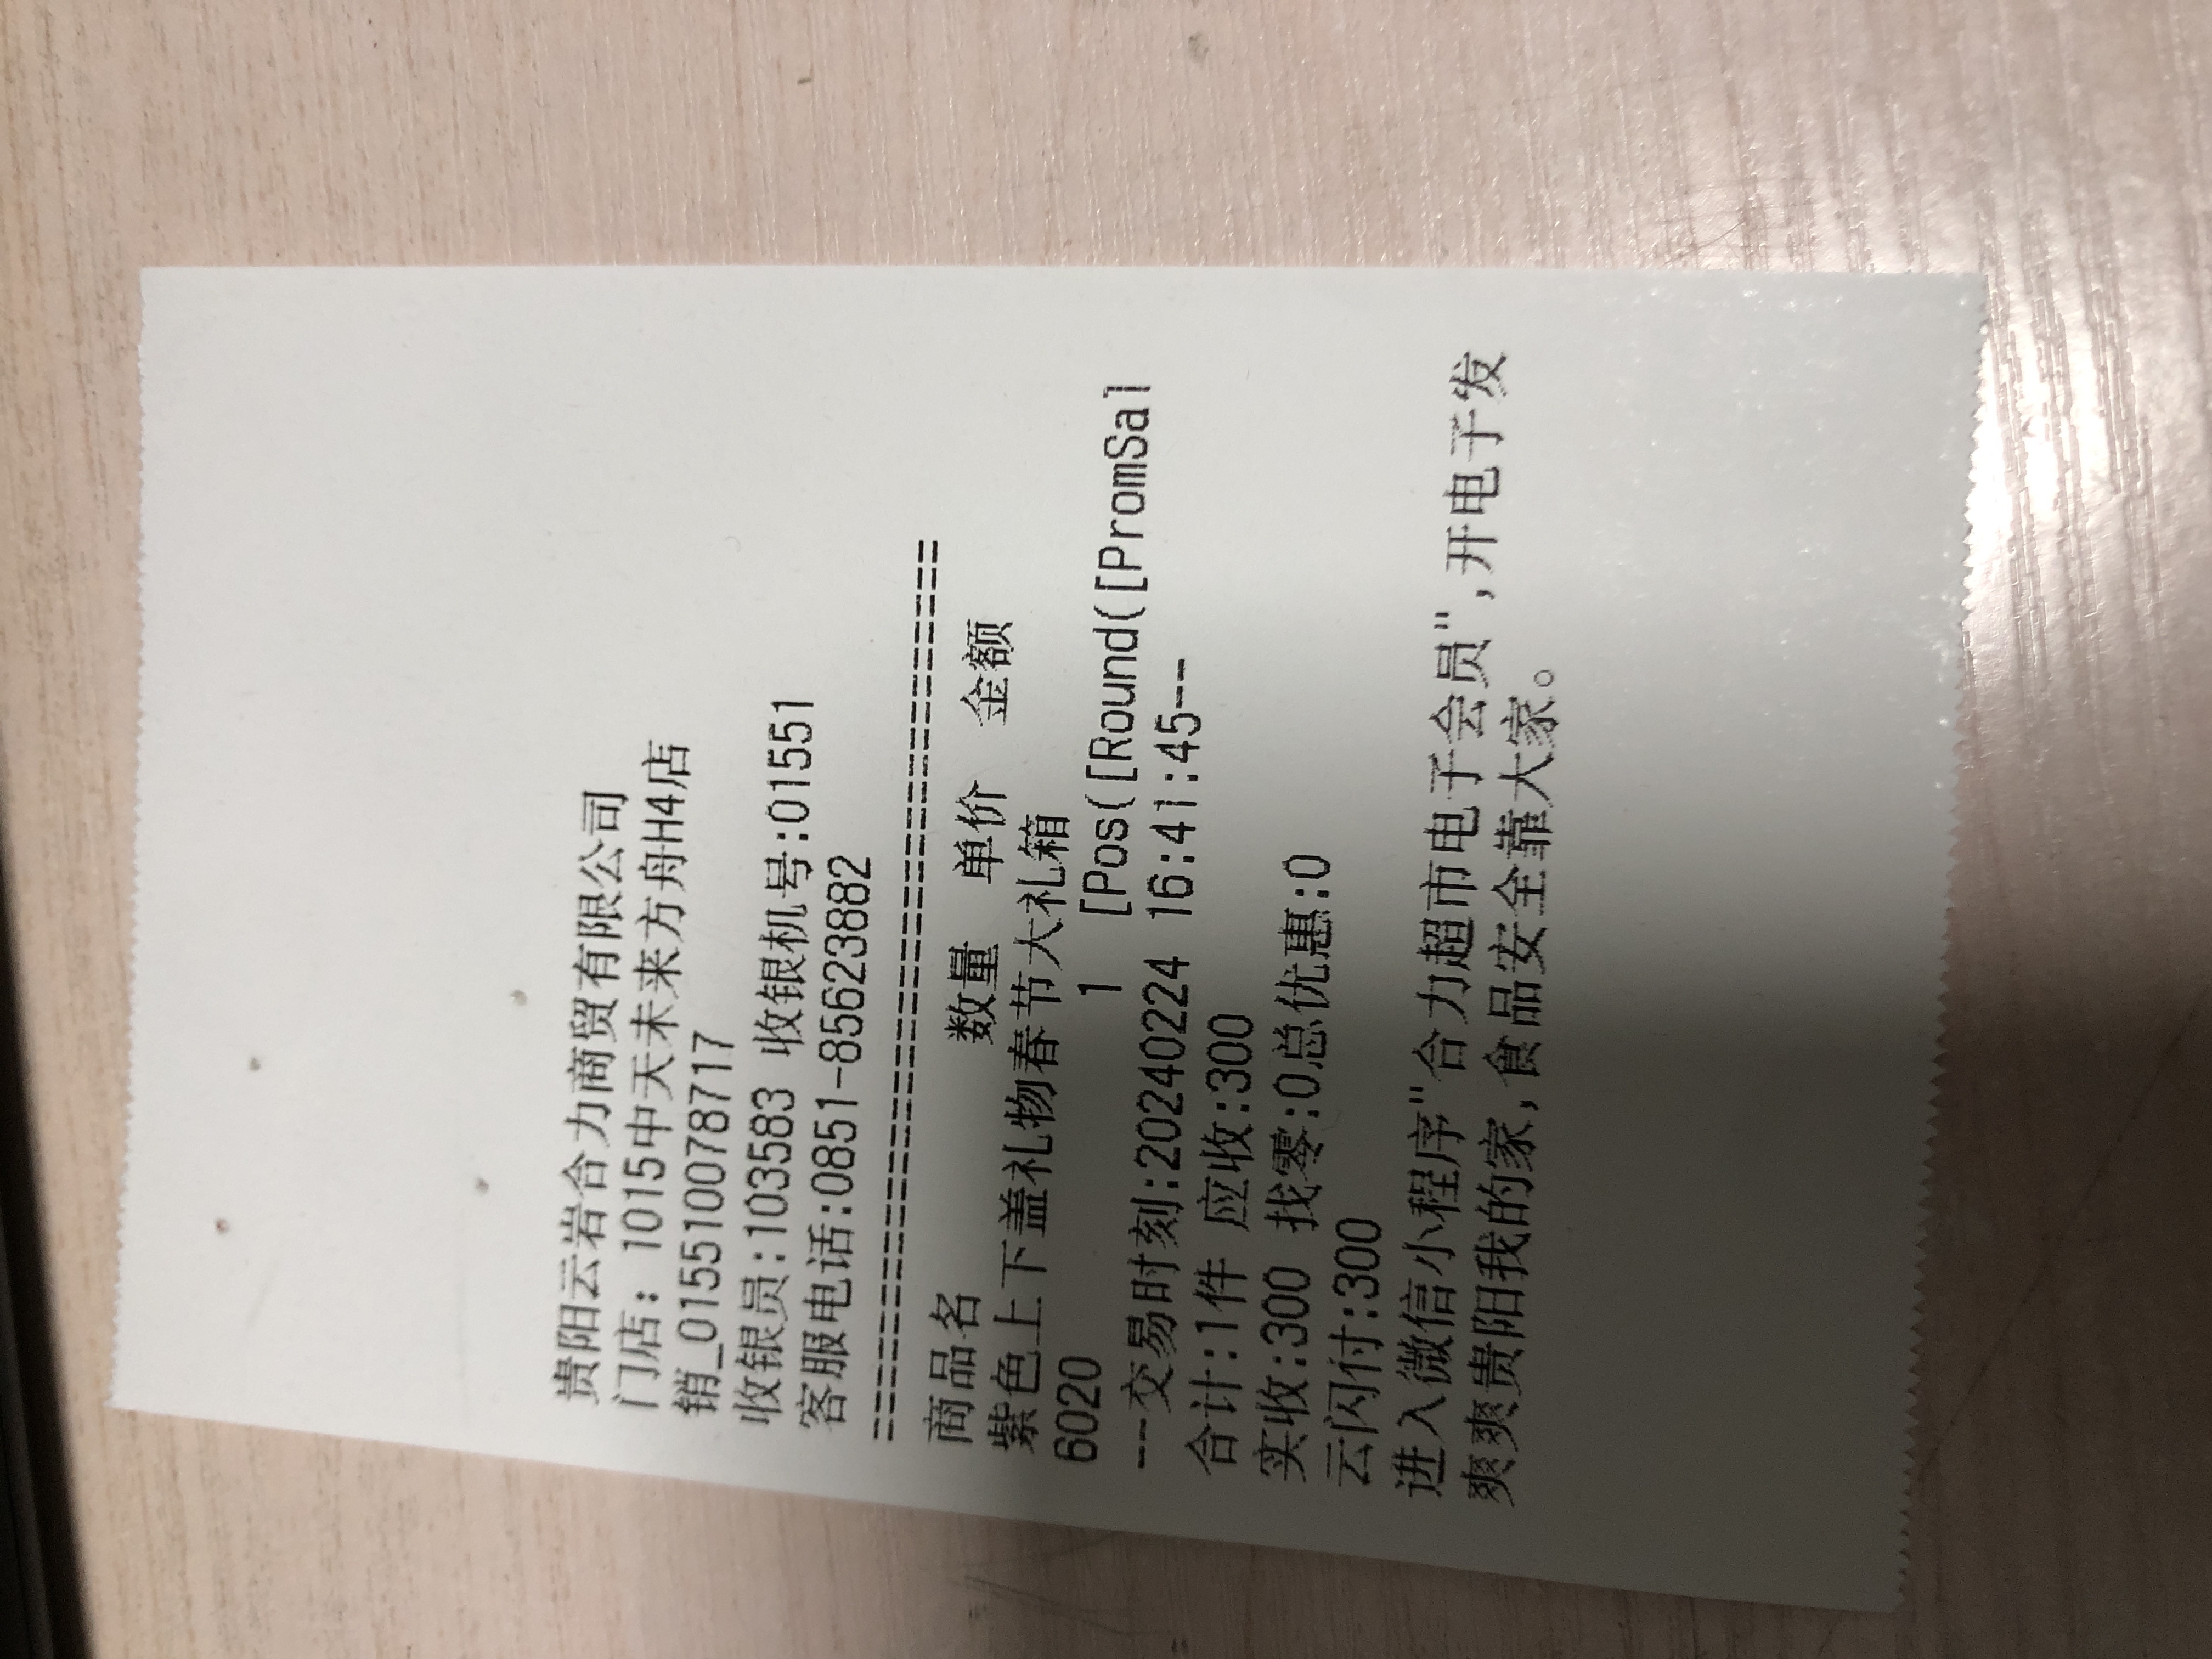 贵阳云岩合力商贸有限公司
门店：1015中天未来方舟H4店
销_015510078717
收银员:103583 收银机号:01551
客服电话:0851-85623882
==========================================
商品名 数量 单价 金额
紫色上下盖礼物春节大礼箱
6020 1 [Pos([Round([PromSal
--交易时刻:20240224 16:41:45--
合计:1件 应收:300
实收:300 找零:0总优惠:0
云闪付:300
进入微信小程序"合力超市电子会员",开电子发
爽爽贵阳我的家,食品安全靠大家。